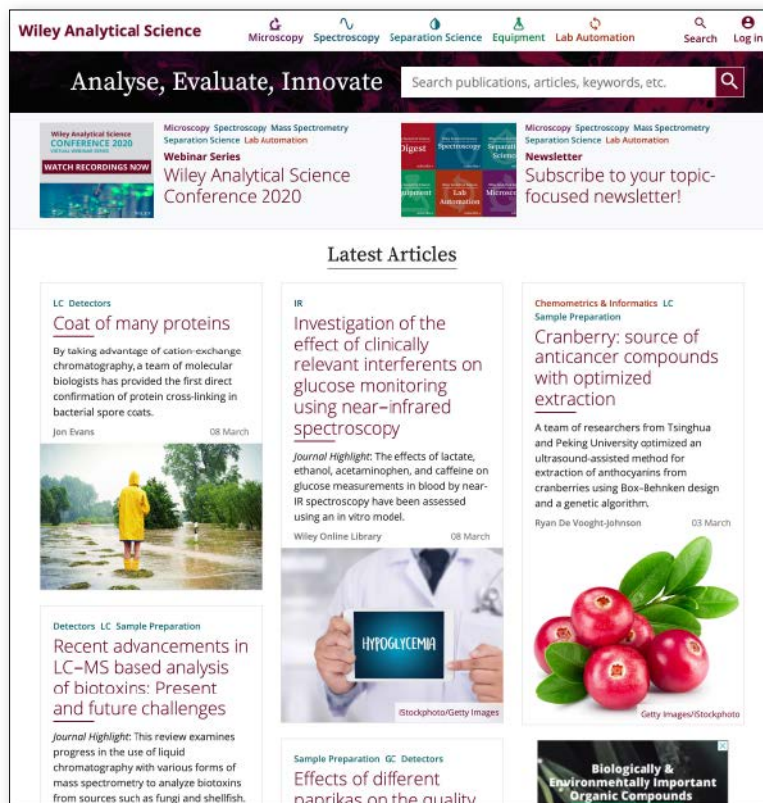 Wiley Analytical Science
Microscopy Spectroscopy Separation Science Equipment Lab Automation
Search Log in
Analyse, Evaluate, Innovate
Search publications, articles, keywords, etc.
Wiley Analytical Science
CONFERENCE 2020
VIRTUAL WEBINAR SERIES
WATCH RECORDINGS NOW
WILEY
Microscopy Spectroscopy Mass Spectrometry
Separation Science Lab Automation
Webinar Series
Wiley Analytical Science
Conference 2020
Digest
Spectroscopy
Separati
Science
quipment
Lab
Automation
Microsco
Microscopy Spectroscopy Mass Spectrometry
Separation Science Lab Automation
Newsletter
Subscribe to your topic-
focused newsletter!
Latest Articles
LC Detectors
Coat of many proteins
By taking advantage of cation-exchange
chromatography, a team of molecular
biologists has provided the first direct
confirmation of protein cross-linking in
bacterial spore coats.
Jon Evans 08 March
Detectors LC Sample Preparation
Recent advancements in
LC–MS based analysis
of biotoxins: Present
and future challenges
Journal Highlight: This review examines
progress in the use of liquid
chromatography with various forms of
mass spectrometry to analyze biotoxins
from sources such as fungi and shellfish.
IR
Investigation of the
effect of clinically
relevant interferents on
glucose monitoring
using near–infrared
spectroscopy
Journal Highlight: The effects of lactate,
ethanol, acetaminophen, and caffeine on
glucose measurements in blood by near-
IR spectroscopy have been assessed
using an in vitro model.
Wiley Online Library 08 March
HYPOGLYCEMIA
iStockphoto/Getty Images
Sample Preparation GC Detectors
Effects of different
paprikas on the quality
Chemometrics & Informatics LC
Sample Preparation
Cranberry: source of
anticancer compounds
with optimized
extraction
A team of researchers from Tsinghua
and Peking University optimized an
ultrasound-assisted method for
extraction of anthocyanins from
cranberries using Box–Behnken design
and a genetic algorithm.
Ryan De Vooght-Johnson 03 March
Getty Images/iStockphoto
Biologically &
Environmentally Important
Organic Compounds